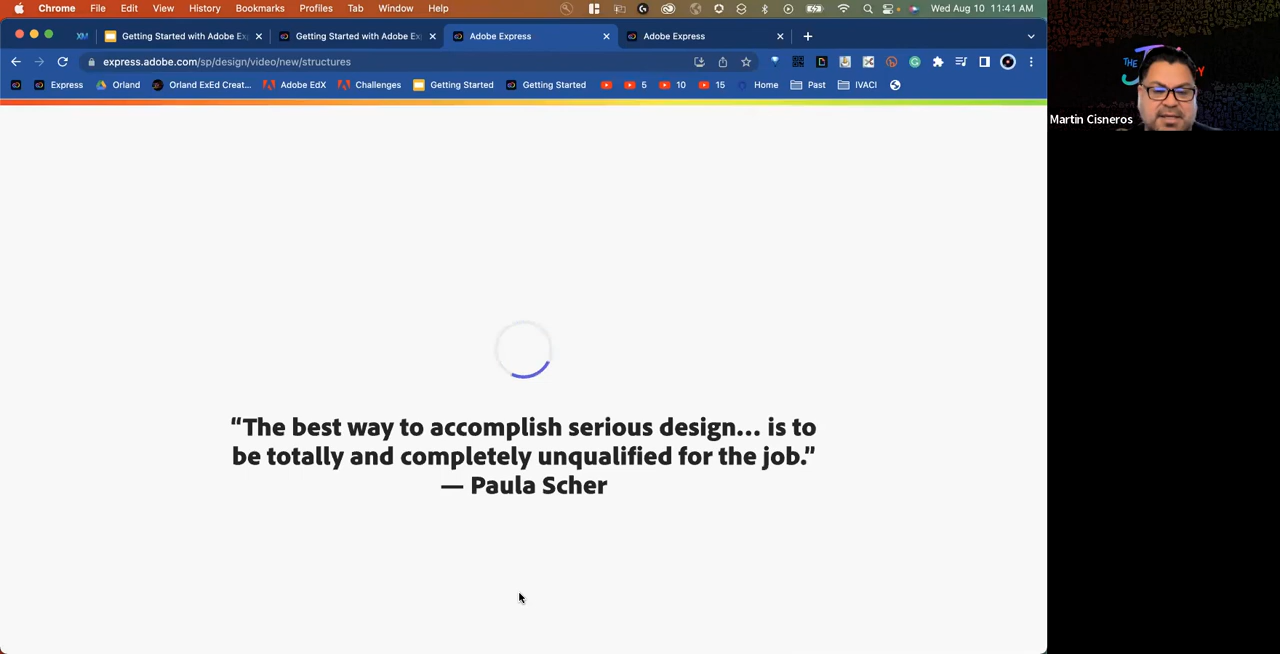 Chrome File Edit View History Bookmarks Profiles Tab Window Help Wed Aug 10 11:41 AM
XM Getting Started with Adobe Ex Getting Started with Adobe Ex Adobe Express Adobe Express
express.adobe.com/sp/design/video/new/structures
Express Orland Orland ExEd Creat... Adobe EdX Challenges Getting Started Getting Started 5 10 15 Home Past IVACI
THE
Martin Cisneros
“The best way to accomplish serious design... is to
be totally and completely unqualified for the job.”
— Paula Scher